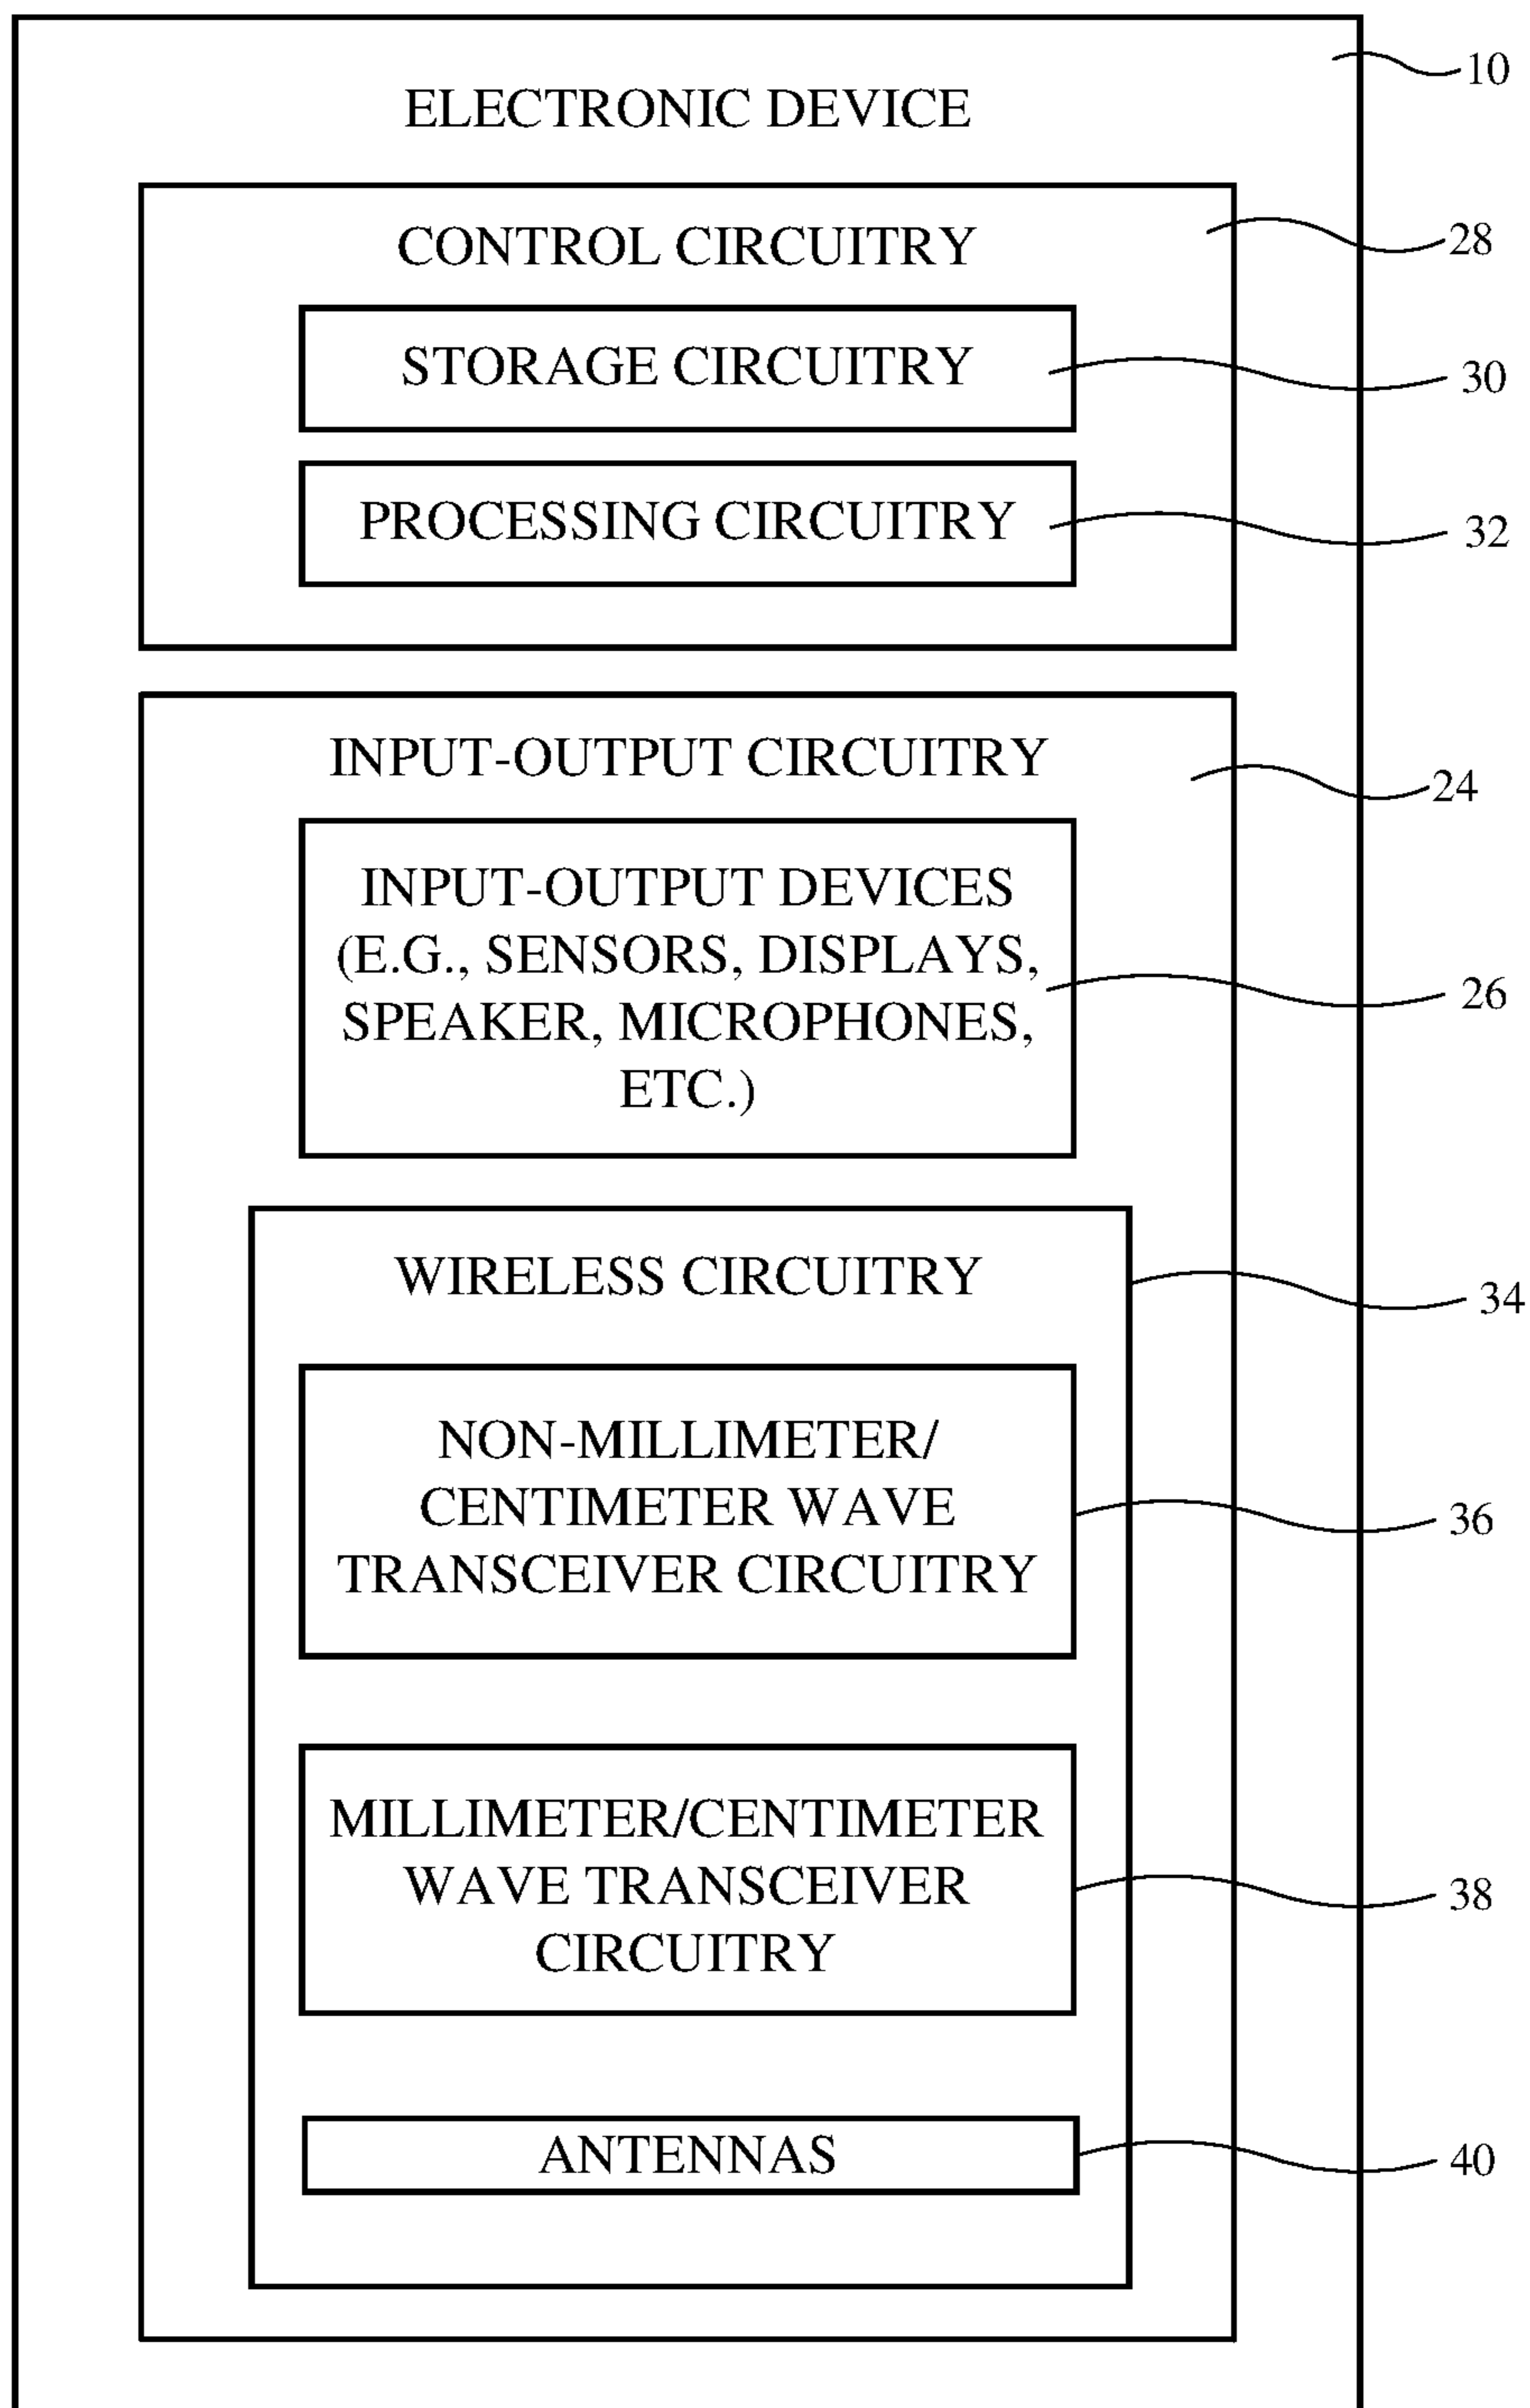 10
ELECTRONIC DEVICE
28
CONTROL CIRCUITRY
STORAGE CIRCUITRY
30
PROCESSING CIRCUITRY
32
INPUT-OUTPUT CIRCUITRY
24
INPUT-OUTPUT DEVICES
(E.G., SENSORS, DISPLAYS,
SPEAKER, MICROPHONES,
ETC.)
26
WIRELESS CIRCUITRY
34
NON-MILLIMETER/
CENTIMETER WAVE
TRANSCEIVER CIRCUITRY
36
MILLIMETER/CENTIMETER
WAVE TRANSCEIVER
CIRCUITRY
38
ANTENNAS
40